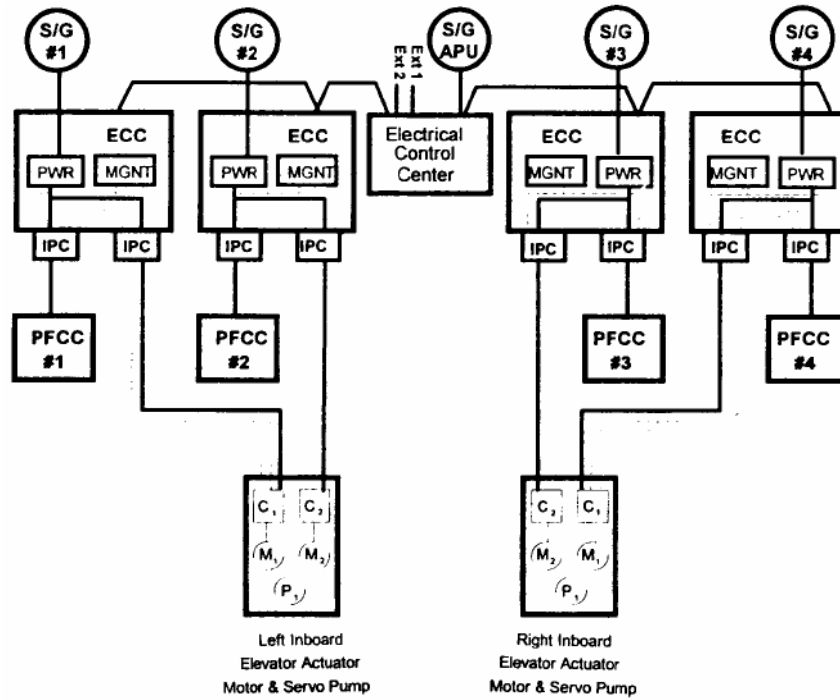 S/G #1
S/G #2
Ext 2
Ext 1
S/G APU
S/G #3
S/G #4
ECC
PWR
MGNT
ECC
PWR
MGNT
Electrical
Control
Center
ECC
MGNT
PWR
ECC
MGNT
PWR
IPC
IPC
IPC
IPC
IPC
IPC
IPC
IPC
PFCC
#1
PFCC
#2
PFCC
#3
PFCC
#4
C1
C2
M1
M2
P1
C2
C1
M2
M1
P1
Left Inboard
Elevator Actuator
Motor & Servo Pump
Right Inboard
Elevator Actuator
Motor & Servo Pump